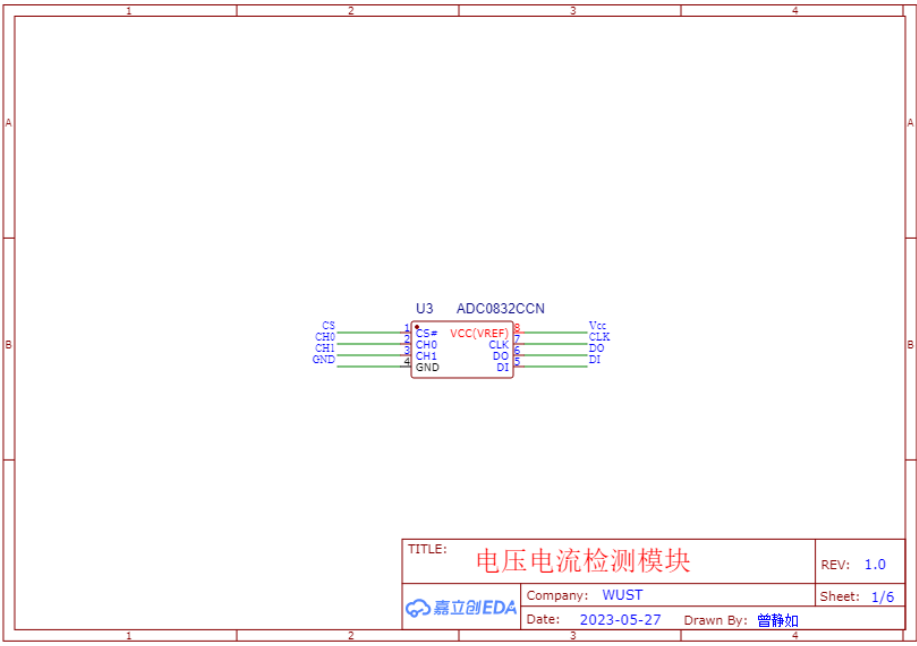 1 2 3 4
A A
U3 ADC0832CCN
CS 1 CS# VCC(VREF) 8 Vcc
CH0 2 CH0 CLK 7 CLK
CH1 3 CH1 DO 6 DO
GND 4 GND DI 5 DI
B B
TITLE: 电压电流检测模块 REV: 1.0
嘉立创EDA Company: WUST Sheet: 1/6
Date: 2023-05-27 Drawn By: 曾静如
1 2 3 4